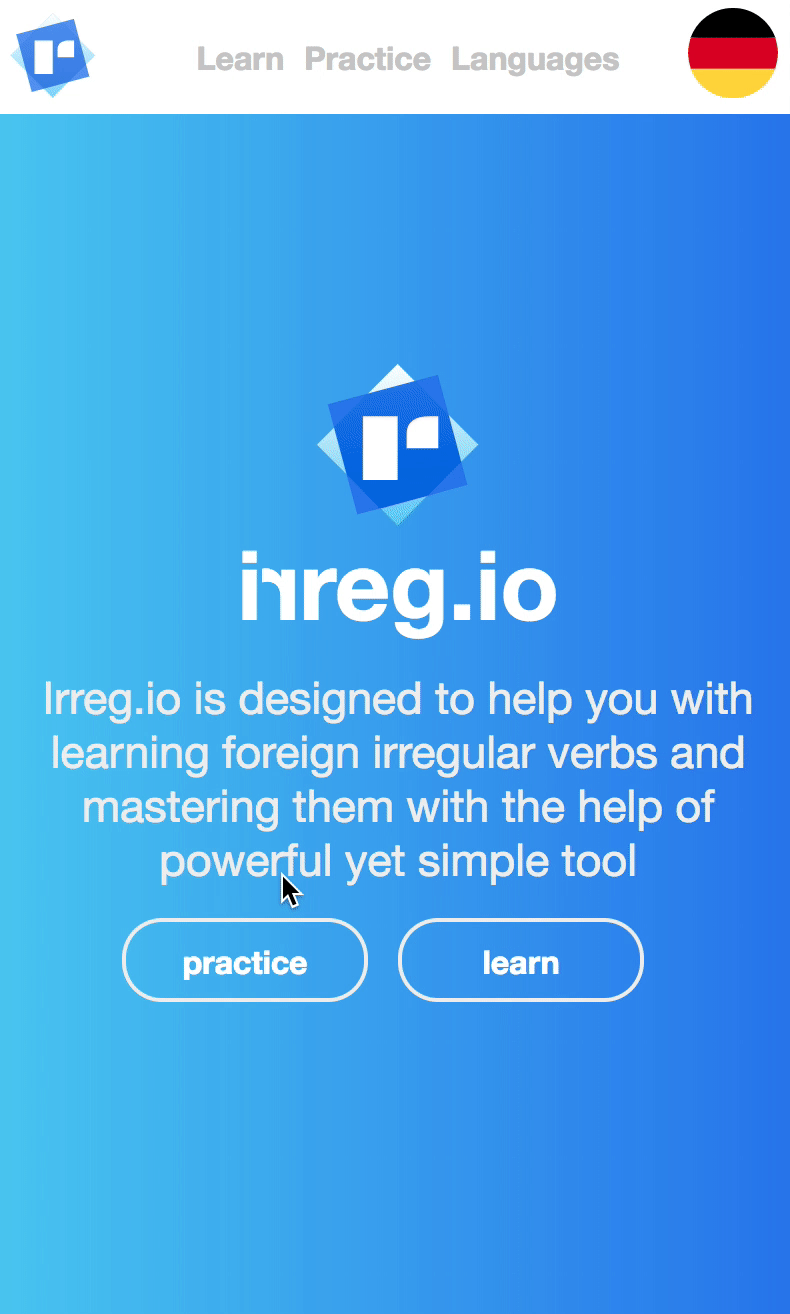 Learn Practice Languages
irreg.io
Irreg.io is designed to help you with
learning foreign irregular verbs and
mastering them with the help of
powerful yet simple tool
practice learn